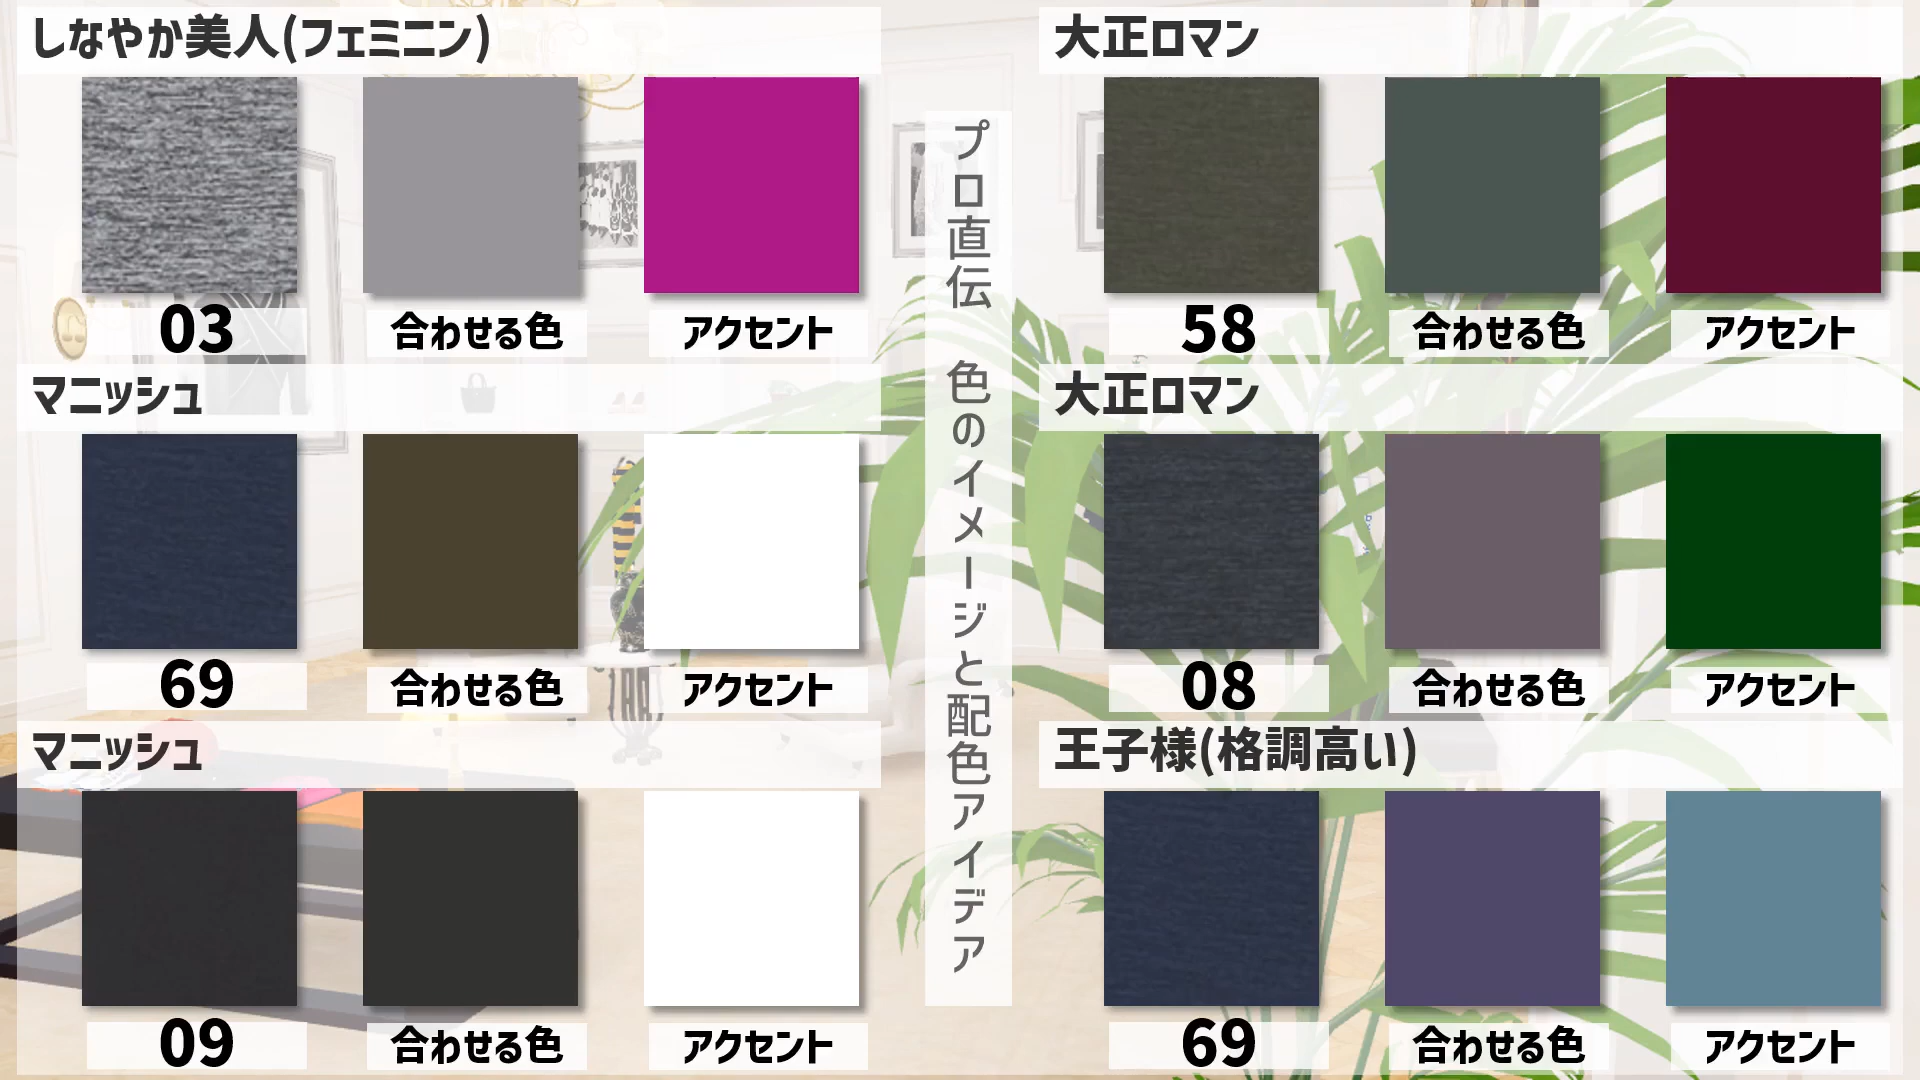 しなやか美人(フェミニン)
03
合わせる色
アクセント
マニッシュ
69
合わせる色
アクセント
マニッシュ
09
合わせる色
アクセント
プロ直伝 色のイメージと配色アイデア
大正ロマン
58
合わせる色
アクセント
大正ロマン
08
合わせる色
アクセント
王子様(格調高い)
69
合わせる色
アクセント